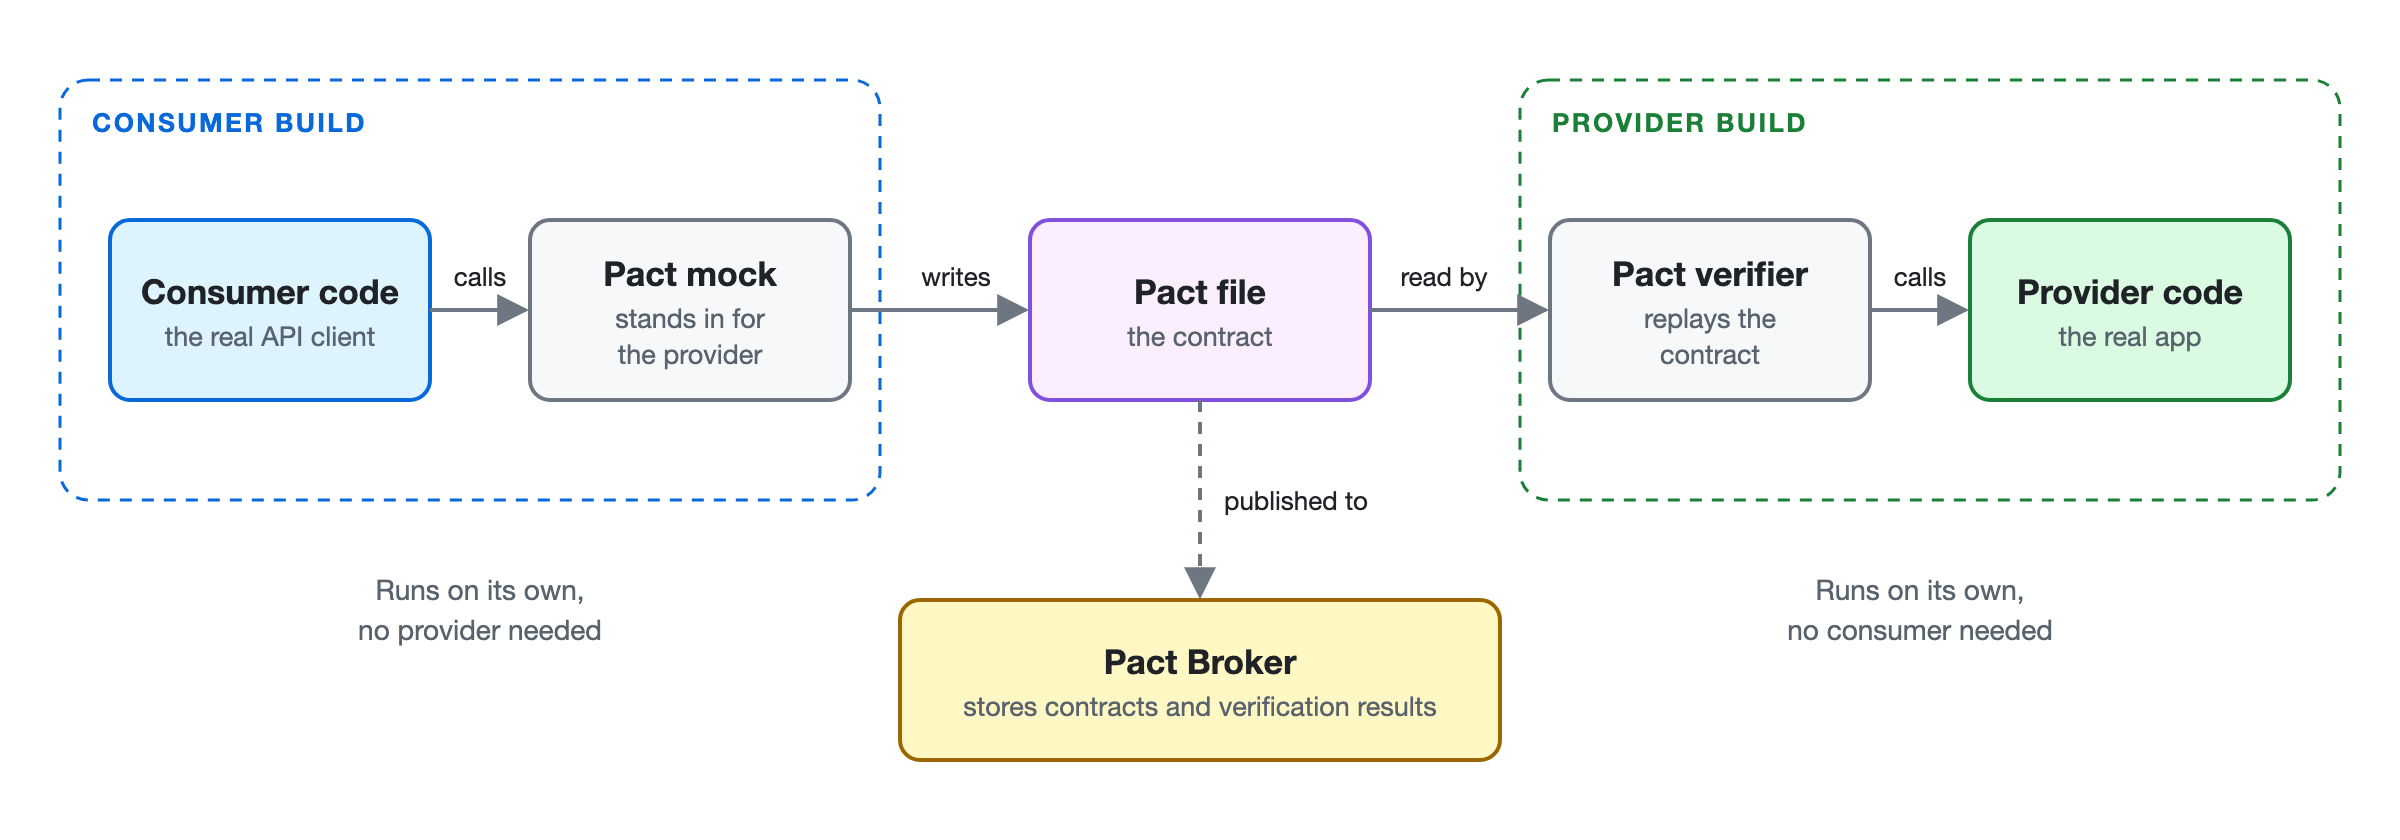 CONSUMER BUILD
PROVIDER BUILD
Consumer code
the real API client
calls
Pact mock
stands in for
the provider
writes
Pact file
the contract
read by
Pact verifier
replays the
contract
calls
Provider code
the real app
published to
Runs on its own,
no provider needed
Runs on its own,
no consumer needed
Pact Broker
stores contracts and verification results